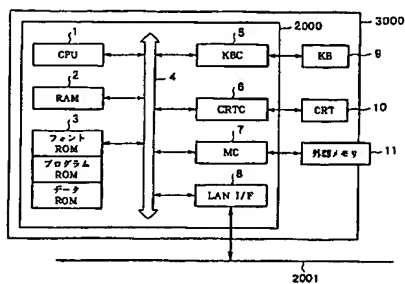 2000
3000
1
CPU
2
RAM
3
フォント
ROM
プログラム
ROM
データ
ROM
4
5
KBC
KB
9
6
CRTC
CRT
10
7
MC
外部メモリ
11
8
LAN I/F
2001